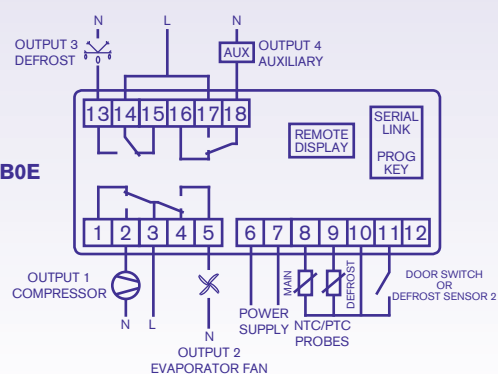 N L N
OUTPUT 3
DEFROST
AUX
OUTPUT 4
AUXILIARY
13 14 15 16 17 18
REMOTE
DISPLAY
SERIAL
LINK
PROG
KEY
B0E
1 2 3 4 5
6 7 8 9 10 11 12
OUTPUT 1
COMPRESSOR
N L
N
OUTPUT 2
EVAPORATOR FAN
POWER
SUPPLY
MAIN
DEFROST
NTC/PTC
PROBES
DOOR SWITCH
OR
DEFROST SENSOR 2